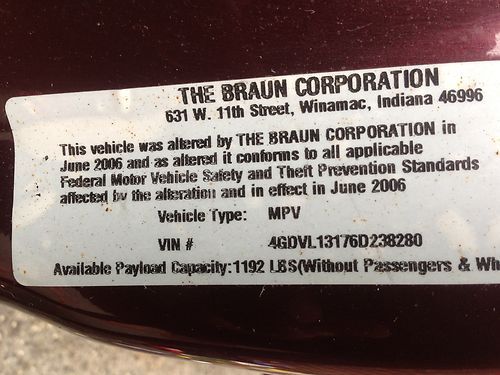 THE BRAUN CORPORATION
631 W. 11th Street, Winamac, Indiana 46996
This vehicle was altered by THE BRAUN CORPORATION in
June 2006 and as altered it conforms to all applicable
Federal Motor Vehicle Safety and Theft Prevention Standards
affected by the alteration and in effect in June 2006
Vehicle Type: MPV
VIN # 4GDVL13176D238280
Available Payload Capacity:1192 LBS(Without Passengers & Wh